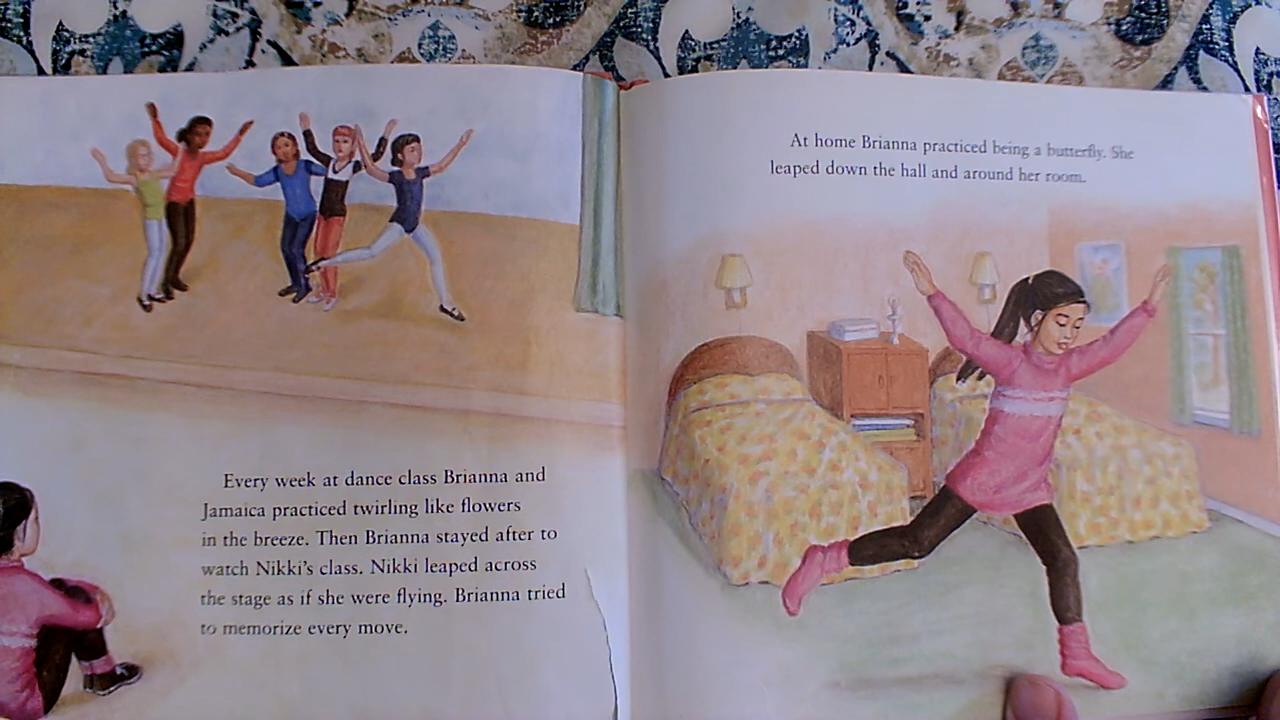 Every week at dance class Brianna and
Jamaica practiced twirling like flowers
in the breeze. Then Brianna stayed after to
watch Nikki's class. Nikki leaped across
the stage as if she were flying. Brianna tried
to memorize every move.
At home Brianna practiced being a butterfly. She
leaped down the hall and around her room.